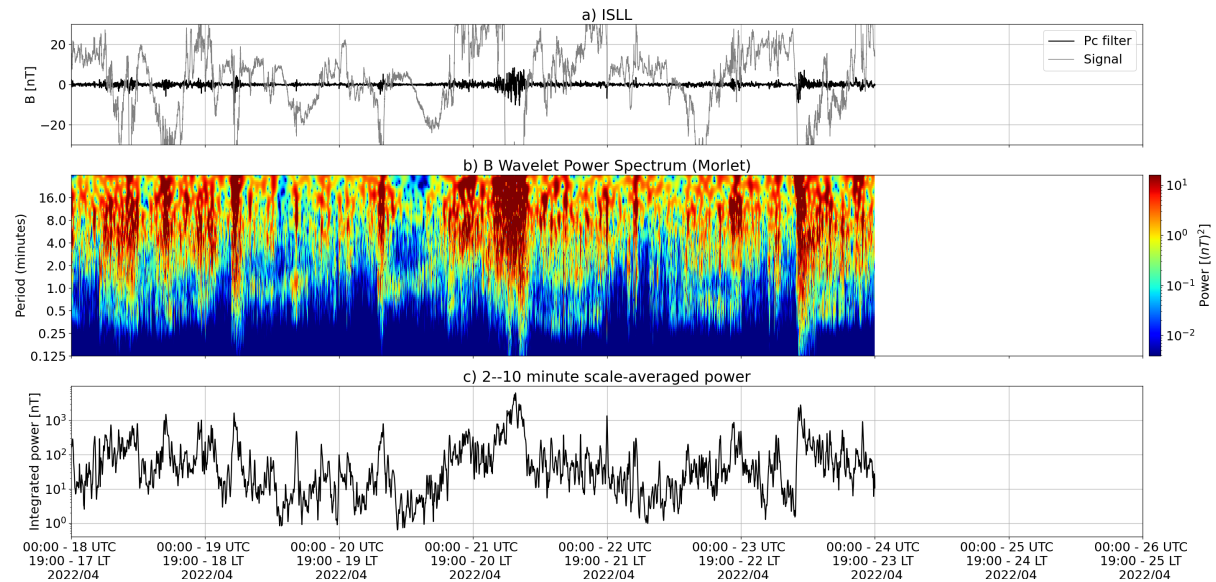 a) ISLL
20
0
−20
B [nT]
Pc filter
Signal
b) B Wavelet Power Spectrum (Morlet)
16.0
8.0
4.0
2.0
1.0
0.5
0.25
0.125
Period (minutes)
10¹
10⁰
10⁻¹
10⁻²
Power [(nT)²]
c) 2--10 minute scale-averaged power
10³
10²
10¹
10⁰
Integrated power [nT]
00:00 - 18 UTC 00:00 - 19 UTC 00:00 - 20 UTC 00:00 - 21 UTC 00:00 - 22 UTC 00:00 - 23 UTC 00:00 - 24 UTC 00:00 - 25 UTC 00:00 - 26 UTC
19:00 - 17 LT 19:00 - 18 LT 19:00 - 19 LT 19:00 - 20 LT 19:00 - 21 LT 19:00 - 22 LT 19:00 - 23 LT 19:00 - 24 LT 19:00 - 25 LT
2022/04 2022/04 2022/04 2022/04 2022/04 2022/04 2022/04 2022/04 2022/04